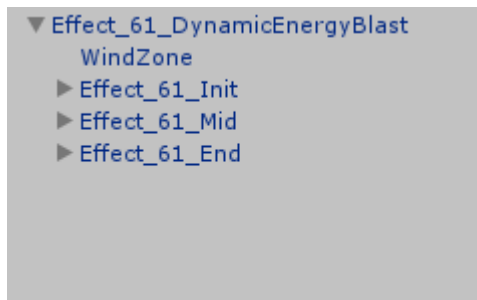 Effect_61_DynamicEnergyBlast
WindZone
Effect_61_Init
Effect_61_Mid
Effect_61_End